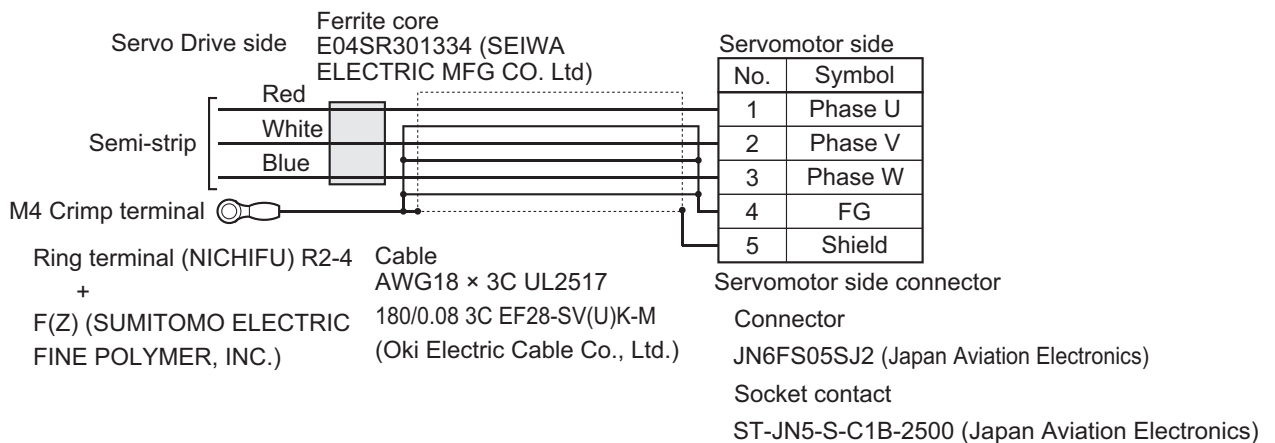 Servo Drive side
Ferrite core
E04SR301334 (SEIWA
ELECTRIC MFG CO. Ltd)
Servomotor side
No. Symbol
1 Phase U
2 Phase V
3 Phase W
4 FG
5 Shield
Red
White
Blue
Semi-strip
M4 Crimp terminal
Ring terminal (NICHIFU) R2-4
+
F(Z) (SUMITOMO ELECTRIC
FINE POLYMER, INC.)
Cable
AWG18 × 3C UL2517
180/0.08 3C EF28-SV(U)K-M
(Oki Electric Cable Co., Ltd.)
Servomotor side connector
Connector
JN6FS05SJ2 (Japan Aviation Electronics)
Socket contact
ST-JN5-S-C1B-2500 (Japan Aviation Electronics)